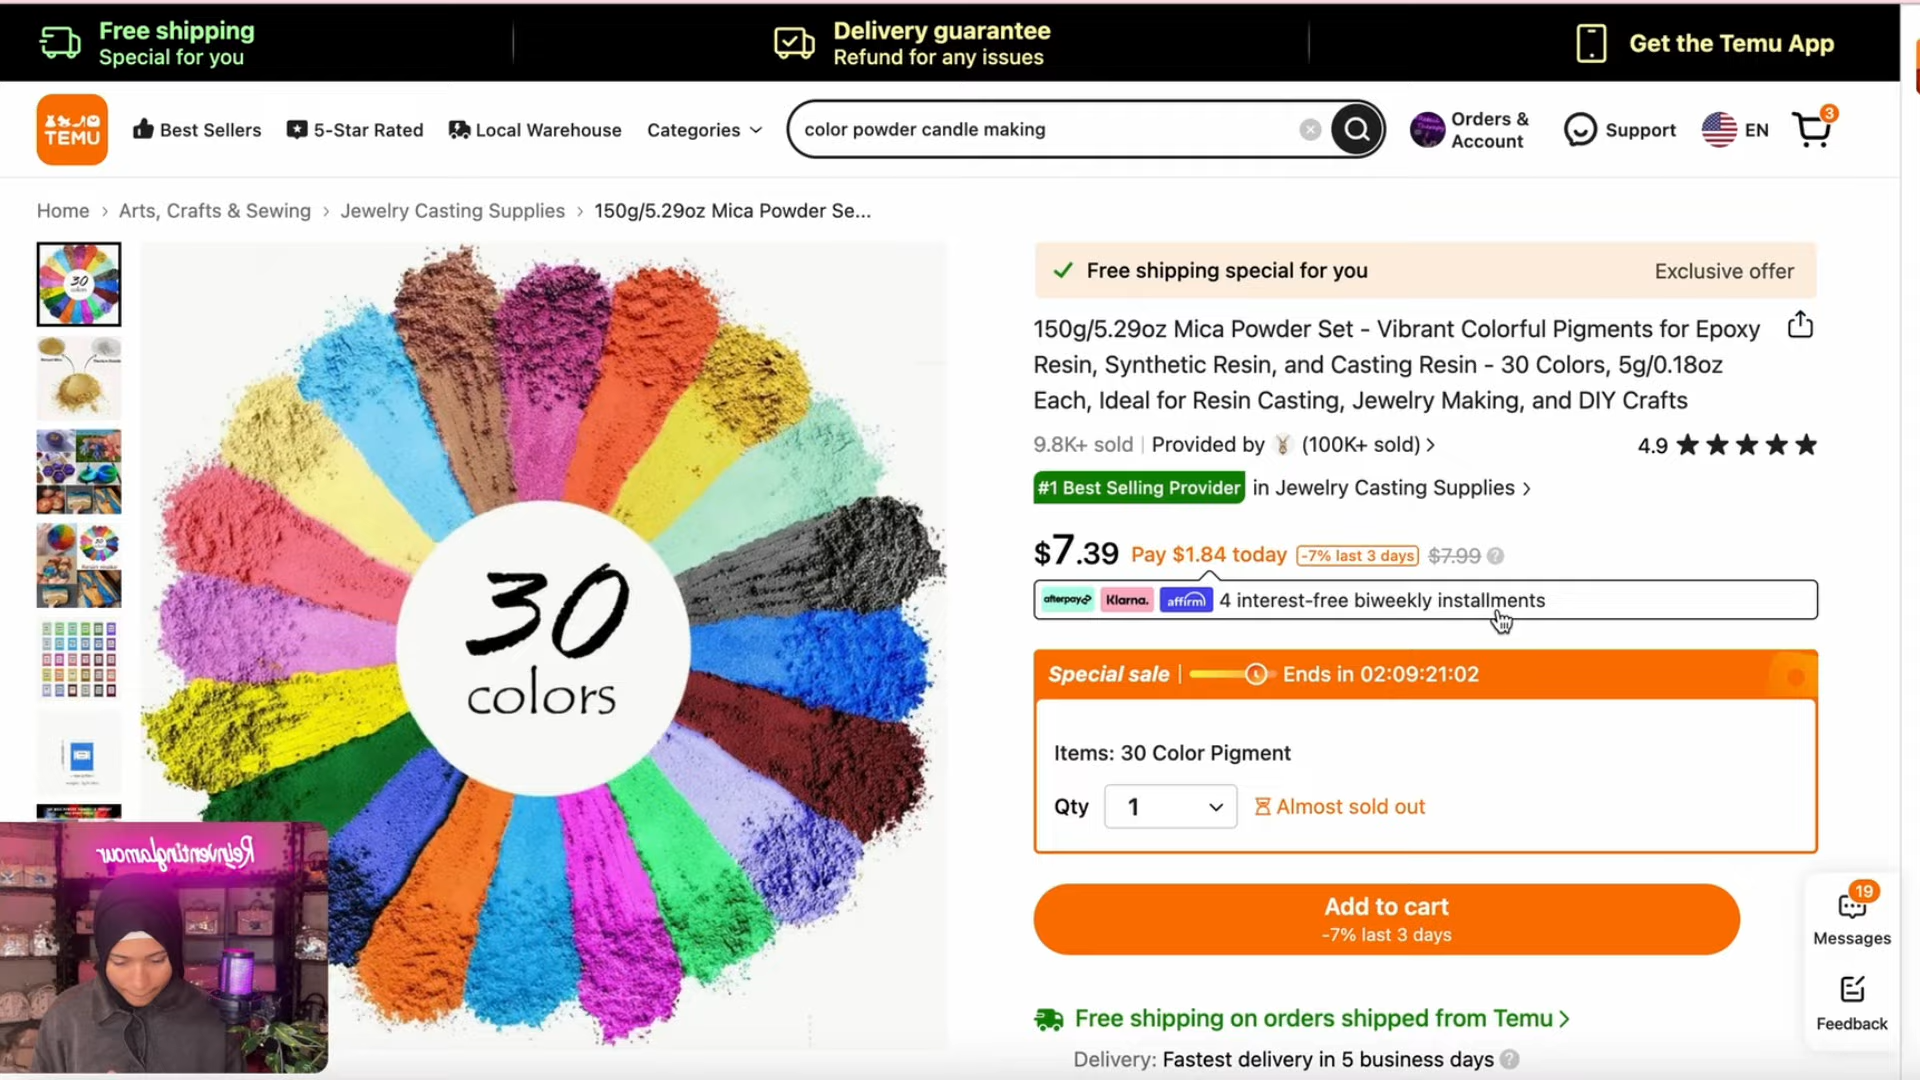 Free shipping
Special for you
Delivery guarantee
Refund for any issues
Get the Temu App
TEMU
Best Sellers
5-Star Rated
Local Warehouse
Categories
color powder candle making
Orders &
Account
Support
EN
3
Home › Arts, Crafts & Sewing › Jewelry Casting Supplies › 150g/5.29oz Mica Powder Se...
30
colors
30
colors
Free shipping special for you
Exclusive offer
150g/5.29oz Mica Powder Set - Vibrant Colorful Pigments for Epoxy
Resin, Synthetic Resin, and Casting Resin - 30 Colors, 5g/0.18oz
Each, Ideal for Resin Casting, Jewelry Making, and DIY Crafts
9.8K+ sold | Provided by (100K+ sold) >
4.9
#1 Best Selling Provider in Jewelry Casting Supplies >
$7.39 Pay $1.84 today -7% last 3 days $7.99 ?
afterpay Klarna. affirm 4 interest-free biweekly installments
Special sale | Ends in 02:09:21:02
Items: 30 Color Pigment
Qty 1 Almost sold out
Add to cart
-7% last 3 days
19
Messages
Feedback
Free shipping on orders shipped from Temu >
Delivery: Fastest delivery in 5 business days ?
Reinventinglamour